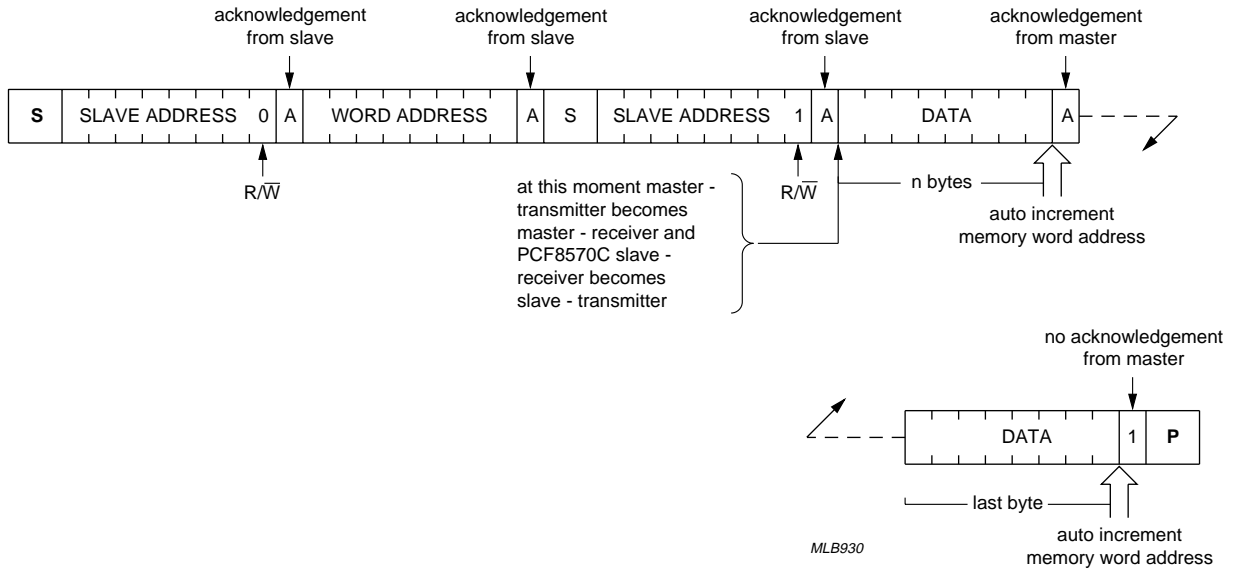 acknowledgement
from slave
acknowledgement
from slave
acknowledgement
from slave
acknowledgement
from master
S SLAVE ADDRESS 0 A WORD ADDRESS A S SLAVE ADDRESS 1 A DATA A
R/W̅
R/W̅
n bytes
at this moment master -
transmitter becomes
master - receiver and
PCF8570C slave -
receiver becomes
slave - transmitter
auto increment
memory word address
no acknowledgement
from master
DATA 1 P
last byte
auto increment
memory word address
MLB930